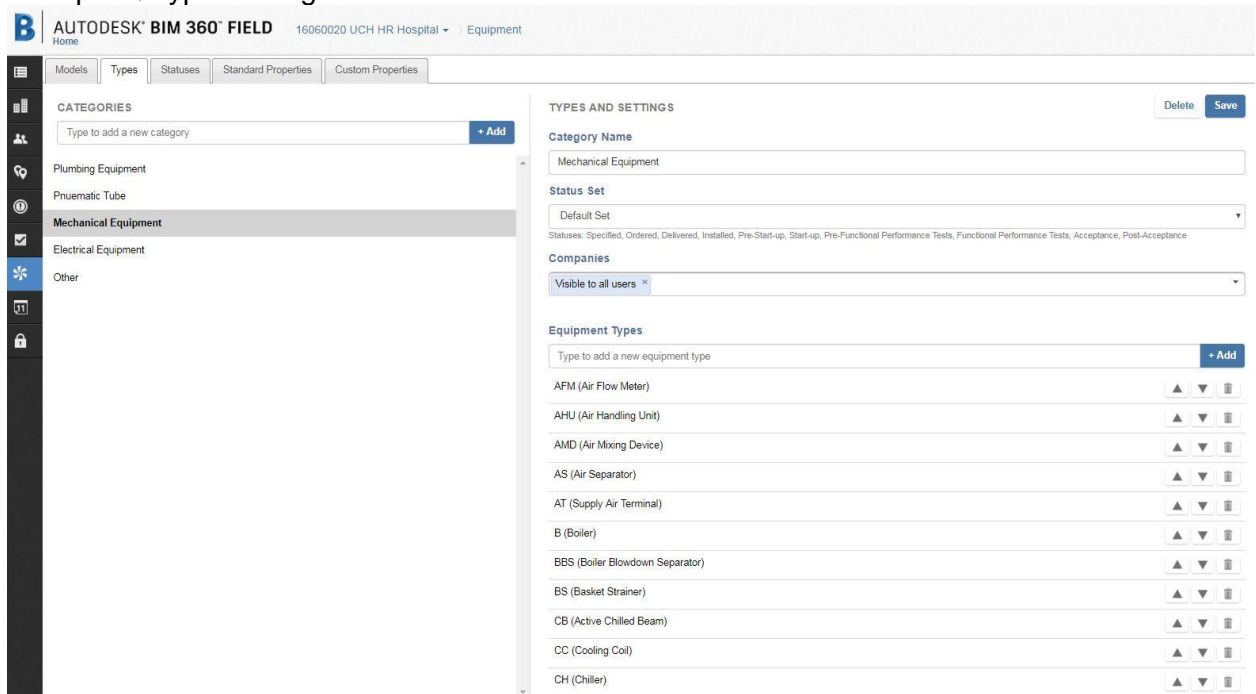 B AUTODESK® BIM 360™ FIELD 16060020 UCH HR Hospital Equipment
Home
Models Types Statuses Standard Properties Custom Properties
CATEGORIES
Type to add a new category + Add
Plumbing Equipment
Pnuematic Tube
Mechanical Equipment
Electrical Equipment
Other
11
TYPES AND SETTINGS Delete Save
Category Name
Mechanical Equipment
Status Set
Default Set
Statuses: Specified, Ordered, Delivered, Installed, Pre-Start-up, Start-up, Pre-Functional Performance Tests, Functional Performance Tests, Acceptance, Post-Acceptance
Companies
Visible to all users ×
Equipment Types
Type to add a new equipment type + Add
AFM (Air Flow Meter)
AHU (Air Handling Unit)
AMD (Air Mixing Device)
AS (Air Separator)
AT (Supply Air Terminal)
B (Boiler)
BBS (Boiler Blowdown Separator)
BS (Basket Strainer)
CB (Active Chilled Beam)
CC (Cooling Coil)
CH (Chiller)